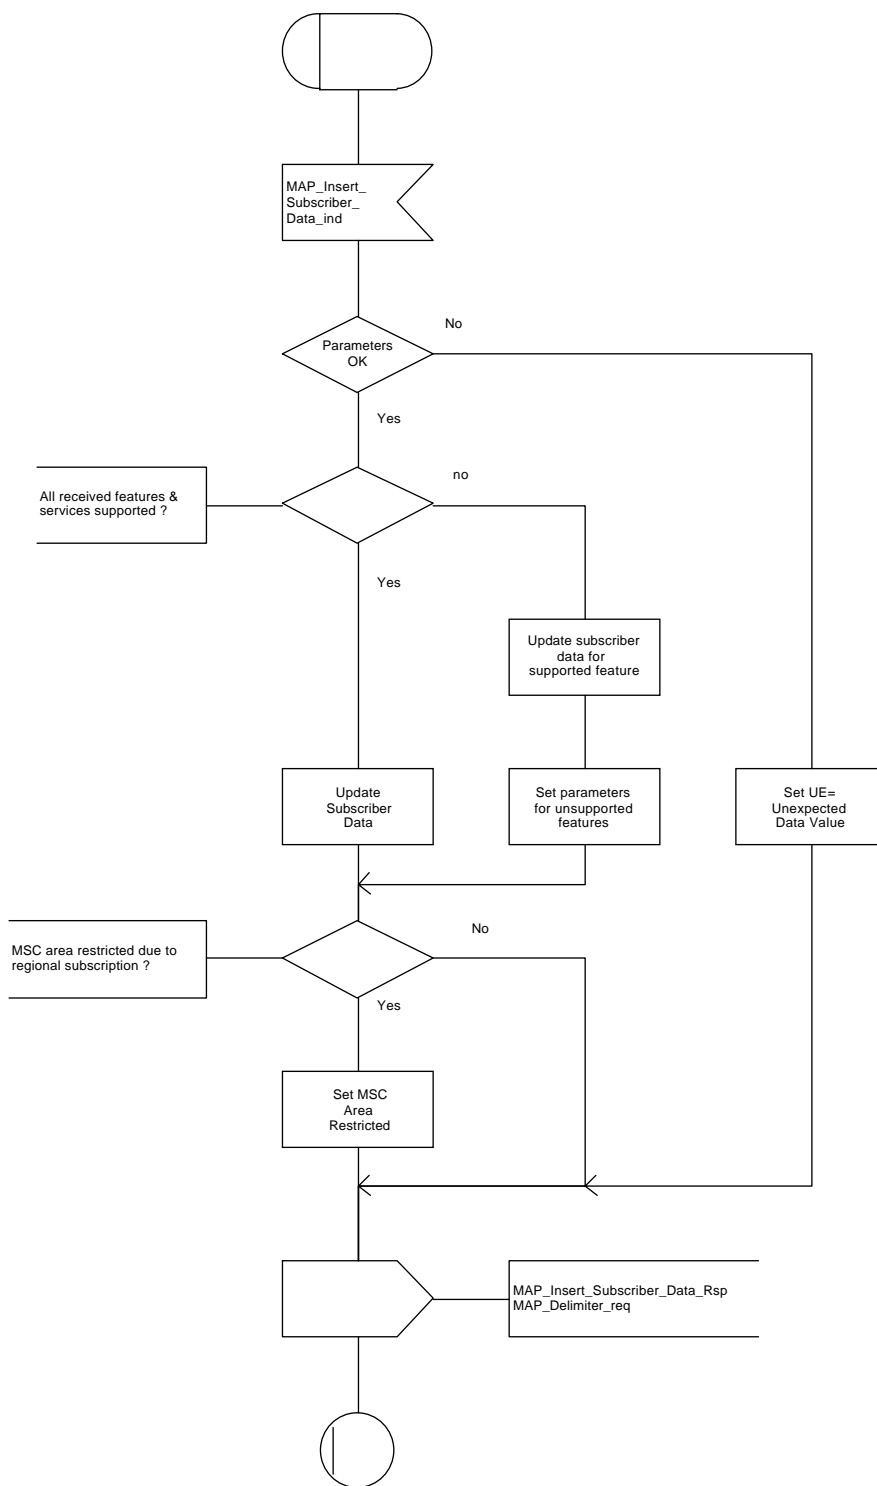 MAP_Insert_
Subscriber_
Data_ind
No
Parameters
OK
Yes
no
All received features &
services supported ?
Yes
Update subscriber
data for
supported feature
Update
Subscriber
Data
Set parameters
for unsupported
features
Set UE=
Unexpected
Data Value
No
MSC area restricted due to
regional subscription ?
Yes
Set MSC
Area
Restricted
MAP_Insert_Subscriber_Data_Rsp
MAP_Delimiter_req